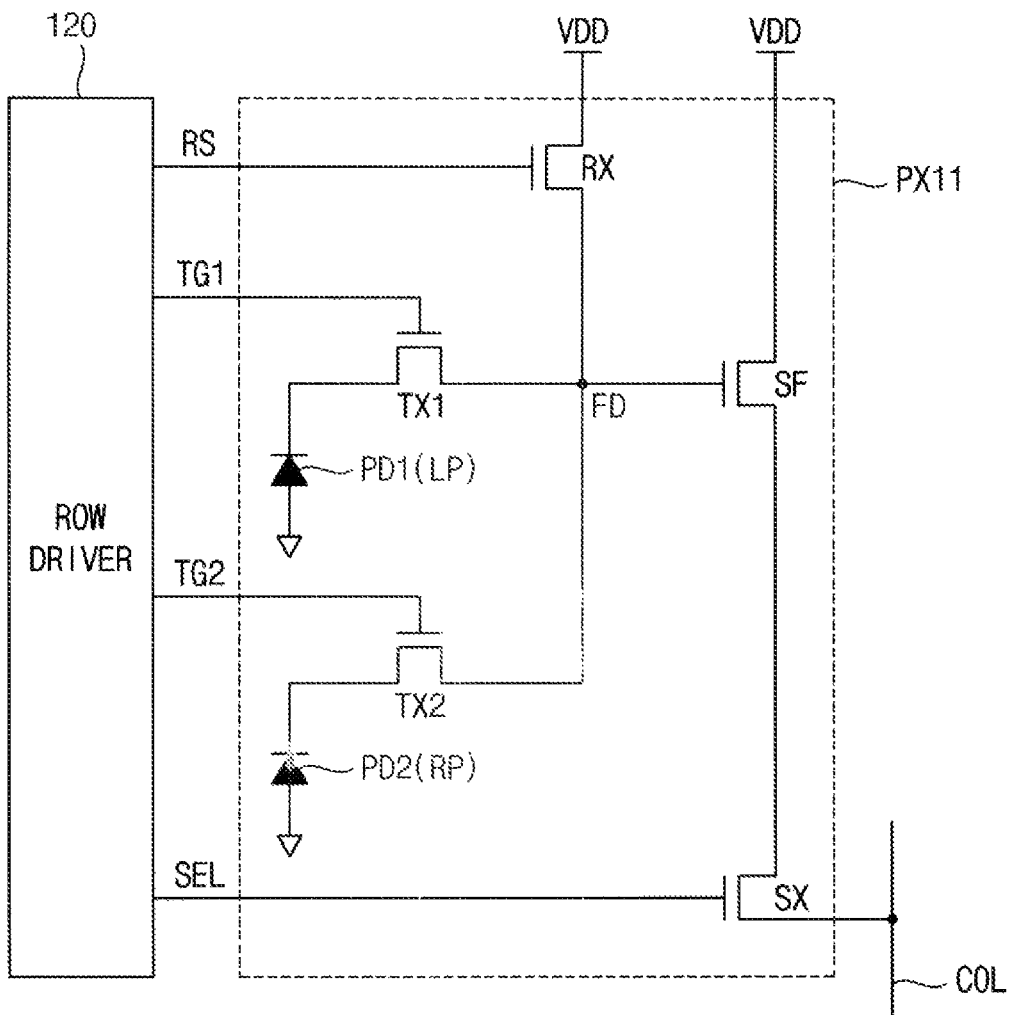 120
VDD
VDD
RS
RX
PX11
TG1
TX1
FD
SF
PD1(LP)
ROW
DRIVER
TG2
TX2
PD2(RP)
SEL
SX
COL